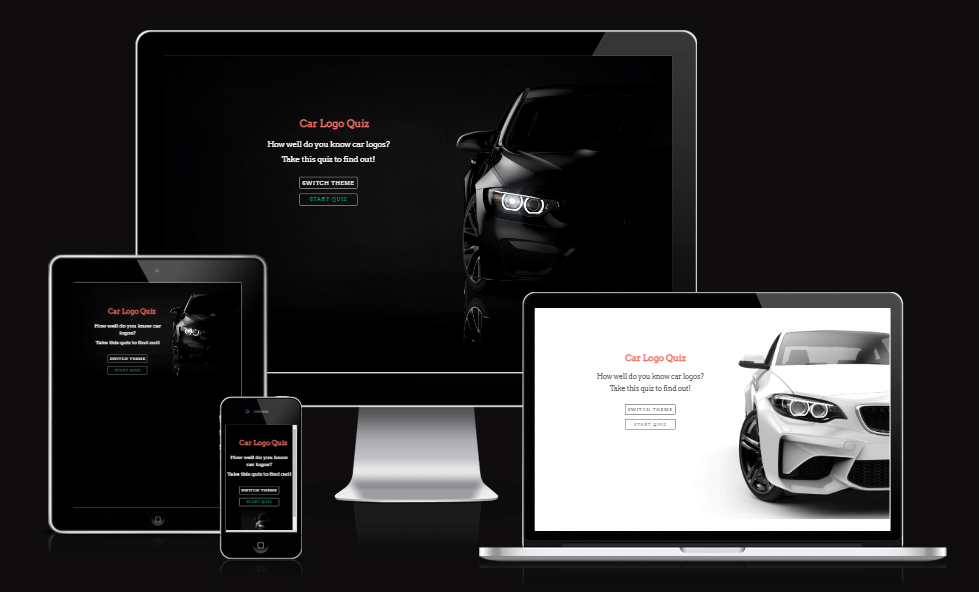 Car Logo Quiz
How well do you know car logos?
Take this quiz to find out!
SWITCH THEME
START QUIZ
Car Logo Quiz
How well do you know car
logos?
Take this quiz to find out!
SWITCH THEME
START QUIZ
Car Logo Quiz
How well do you know
car logos?
Take this quiz to find out!
SWITCH THEME
START QUIZ
Car Logo Quiz
How well do you know car logos?
Take this quiz to find out!
SWITCH THEME
START QUIZ